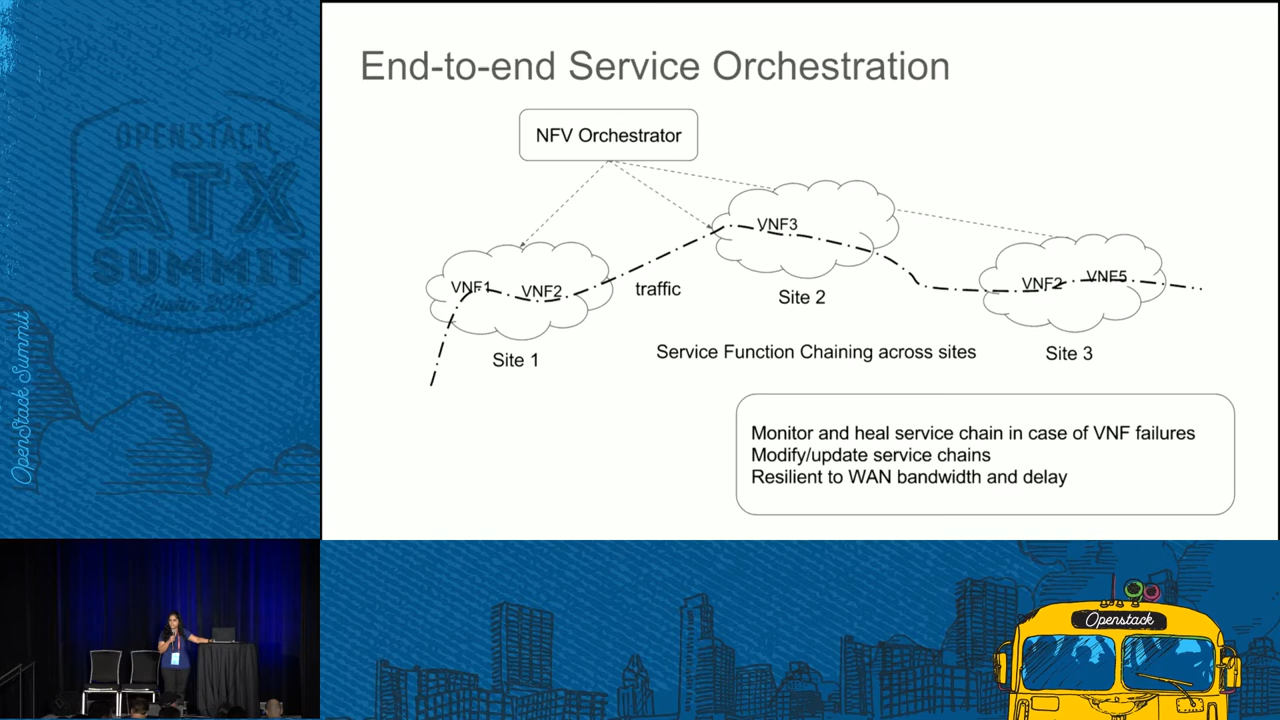 End-to-end Service Orchestration
NFV Orchestrator
VNF3
VNF1
VNF2
traffic
VNF2
VNF5
Site 2
Site 1
Service Function Chaining across sites
Site 3
Monitor and heal service chain in case of VNF failures
Modify/update service chains
Resilient to WAN bandwidth and delay
OPENSTACK
ATX
SUMMIT
OpenStack Summit
Openstack